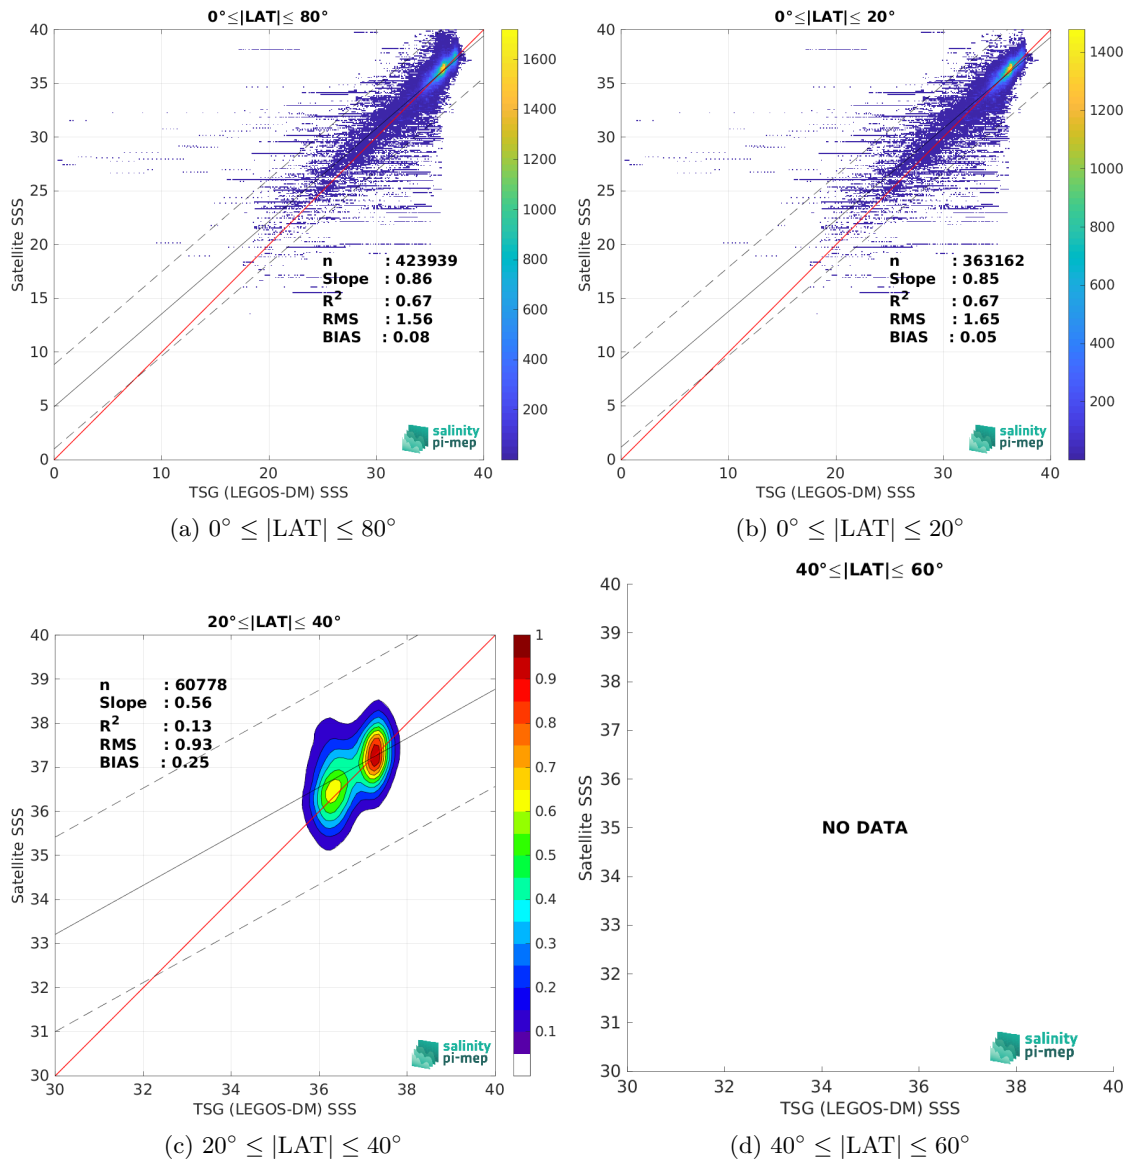 0°≤|LAT|≤ 80°
40
35
30
25
20
15
10
5
0
Satellite SSS
n : 423939
Slope : 0.86
R2 : 0.67
RMS : 1.56
BIAS : 0.08
salinity
pi-mep
0
10
20
30
40
TSG (LEGOS-DM) SSS
1600
1400
1200
1000
800
600
400
200
(a) 0° ≤ |LAT| ≤ 80°
0°≤|LAT|≤ 20°
40
35
30
25
20
15
10
5
0
Satellite SSS
n : 363162
Slope : 0.85
R2 : 0.67
RMS : 1.65
BIAS : 0.05
salinity
pi-mep
0
10
20
30
40
TSG (LEGOS-DM) SSS
1400
1200
1000
800
600
400
200
(b) 0° ≤ |LAT| ≤ 20°
20°≤|LAT|≤ 40°
40
39
38
37
36
35
34
33
32
31
30
Satellite SSS
n : 60778
Slope : 0.56
R2 : 0.13
RMS : 0.93
BIAS : 0.25
salinity
pi-mep
30
32
34
36
38
40
TSG (LEGOS-DM) SSS
1
0.9
0.8
0.7
0.6
0.5
0.4
0.3
0.2
0.1
(c) 20° ≤ |LAT| ≤ 40°
40°≤|LAT|≤ 60°
40
39
38
37
36
35
34
33
32
31
30
Satellite SSS
NO DATA
salinity
pi-mep
30
32
34
36
38
40
TSG (LEGOS-DM) SSS
(d) 40° ≤ |LAT| ≤ 60°